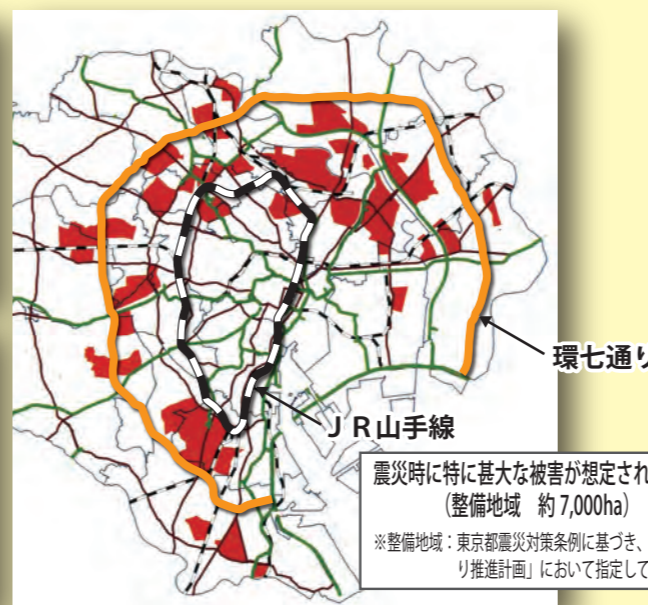 環七通り
ＪＲ山手線
震災時に特に甚大な被害が想定され
(整備地域　約 7,000ha)
※整備地域：東京都震災対策条例に基づき、
り推進計画」において指定して